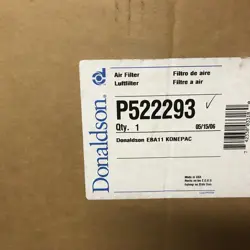 Donaldson.
Air Filter
Filtro de aire
Luftfilter
Filtre a air
P522293
Qty. 1
05/15/06
Donaldson EBA11 KONEPAC
Made in USA